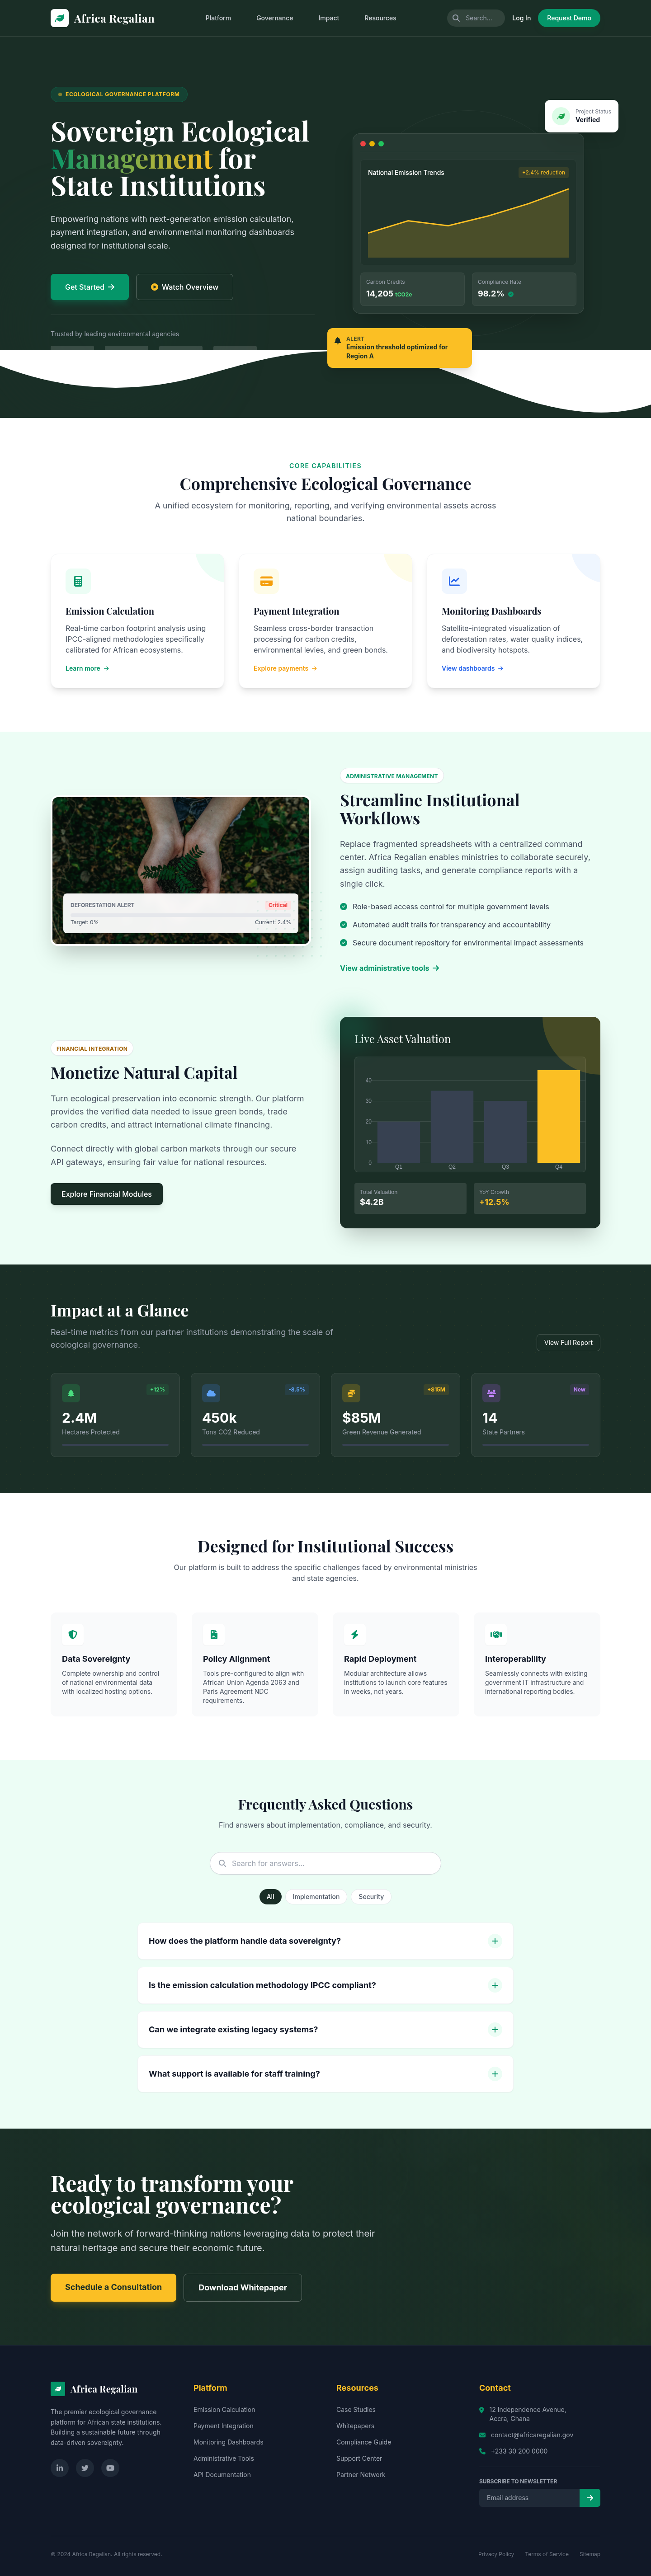 Africa Regalian
Platform
Governance
Impact
Resources
Search...
Log In
Request Demo
ECOLOGICAL GOVERNANCE PLATFORM
Sovereign Ecological
Management for
State Institutions
Empowering nations with next-generation emission calculation,
payment integration, and environmental monitoring dashboards
designed for institutional scale.
Get Started
Watch Overview
Trusted by leading environmental agencies
Project Status
Verified
National Emission Trends
+2.4% reduction
Carbon Credits
14,205 tCO2e
Compliance Rate
98.2%
ALERT
Emission threshold optimized for
Region A
CORE CAPABILITIES
Comprehensive Ecological Governance
A unified ecosystem for monitoring, reporting, and verifying environmental assets across
national boundaries.
Emission Calculation
Real-time carbon footprint analysis using
IPCC-aligned methodologies specifically
calibrated for African ecosystems.
Learn more
Payment Integration
Seamless cross-border transaction
processing for carbon credits,
environmental levies, and green bonds.
Explore payments
Monitoring Dashboards
Satellite-integrated visualization of
deforestation rates, water quality indices,
and biodiversity hotspots.
View dashboards
DEFORESTATION ALERT
Critical
Target: 0%
Current: 2.4%
ADMINISTRATIVE MANAGEMENT
Streamline Institutional
Workflows
Replace fragmented spreadsheets with a centralized command
center. Africa Regalian enables ministries to collaborate securely,
assign auditing tasks, and generate compliance reports with a
single click.
Role-based access control for multiple government levels
Automated audit trails for transparency and accountability
Secure document repository for environmental impact assessments
View administrative tools
FINANCIAL INTEGRATION
Monetize Natural Capital
Turn ecological preservation into economic strength. Our platform
provides the verified data needed to issue green bonds, trade
carbon credits, and attract international climate financing.
Connect directly with global carbon markets through our secure
API gateways, ensuring fair value for national resources.
Explore Financial Modules
Live Asset Valuation
40
30
20
10
0
Q1
Q2
Q3
Q4
Total Valuation
$4.2B
YoY Growth
+12.5%
Impact at a Glance
Real-time metrics from our partner institutions demonstrating the scale of
ecological governance.
View Full Report
+12%
2.4M
Hectares Protected
-8.5%
450k
Tons CO2 Reduced
+$15M
$85M
Green Revenue Generated
New
14
State Partners
Designed for Institutional Success
Our platform is built to address the specific challenges faced by environmental ministries
and state agencies.
Data Sovereignty
Complete ownership and control
of national environmental data
with localized hosting options.
Policy Alignment
Tools pre-configured to align with
African Union Agenda 2063 and
Paris Agreement NDC
requirements.
Rapid Deployment
Modular architecture allows
institutions to launch core features
in weeks, not years.
Interoperability
Seamlessly connects with existing
government IT infrastructure and
international reporting bodies.
Frequently Asked Questions
Find answers about implementation, compliance, and security.
Search for answers...
All
Implementation
Security
How does the platform handle data sovereignty?
Is the emission calculation methodology IPCC compliant?
Can we integrate existing legacy systems?
What support is available for staff training?
Ready to transform your
ecological governance?
Join the network of forward-thinking nations leveraging data to protect their
natural heritage and secure their economic future.
Schedule a Consultation
Download Whitepaper
Africa Regalian
The premier ecological governance
platform for African state institutions.
Building a sustainable future through
data-driven sovereignty.
Platform
Emission Calculation
Payment Integration
Monitoring Dashboards
Administrative Tools
API Documentation
Resources
Case Studies
Whitepapers
Compliance Guide
Support Center
Partner Network
Contact
12 Independence Avenue,
Accra, Ghana
contact@africaregalian.gov
+233 30 200 0000
SUBSCRIBE TO NEWSLETTER
Email address
© 2024 Africa Regalian. All rights reserved.
Privacy Policy
Terms of Service
Sitemap